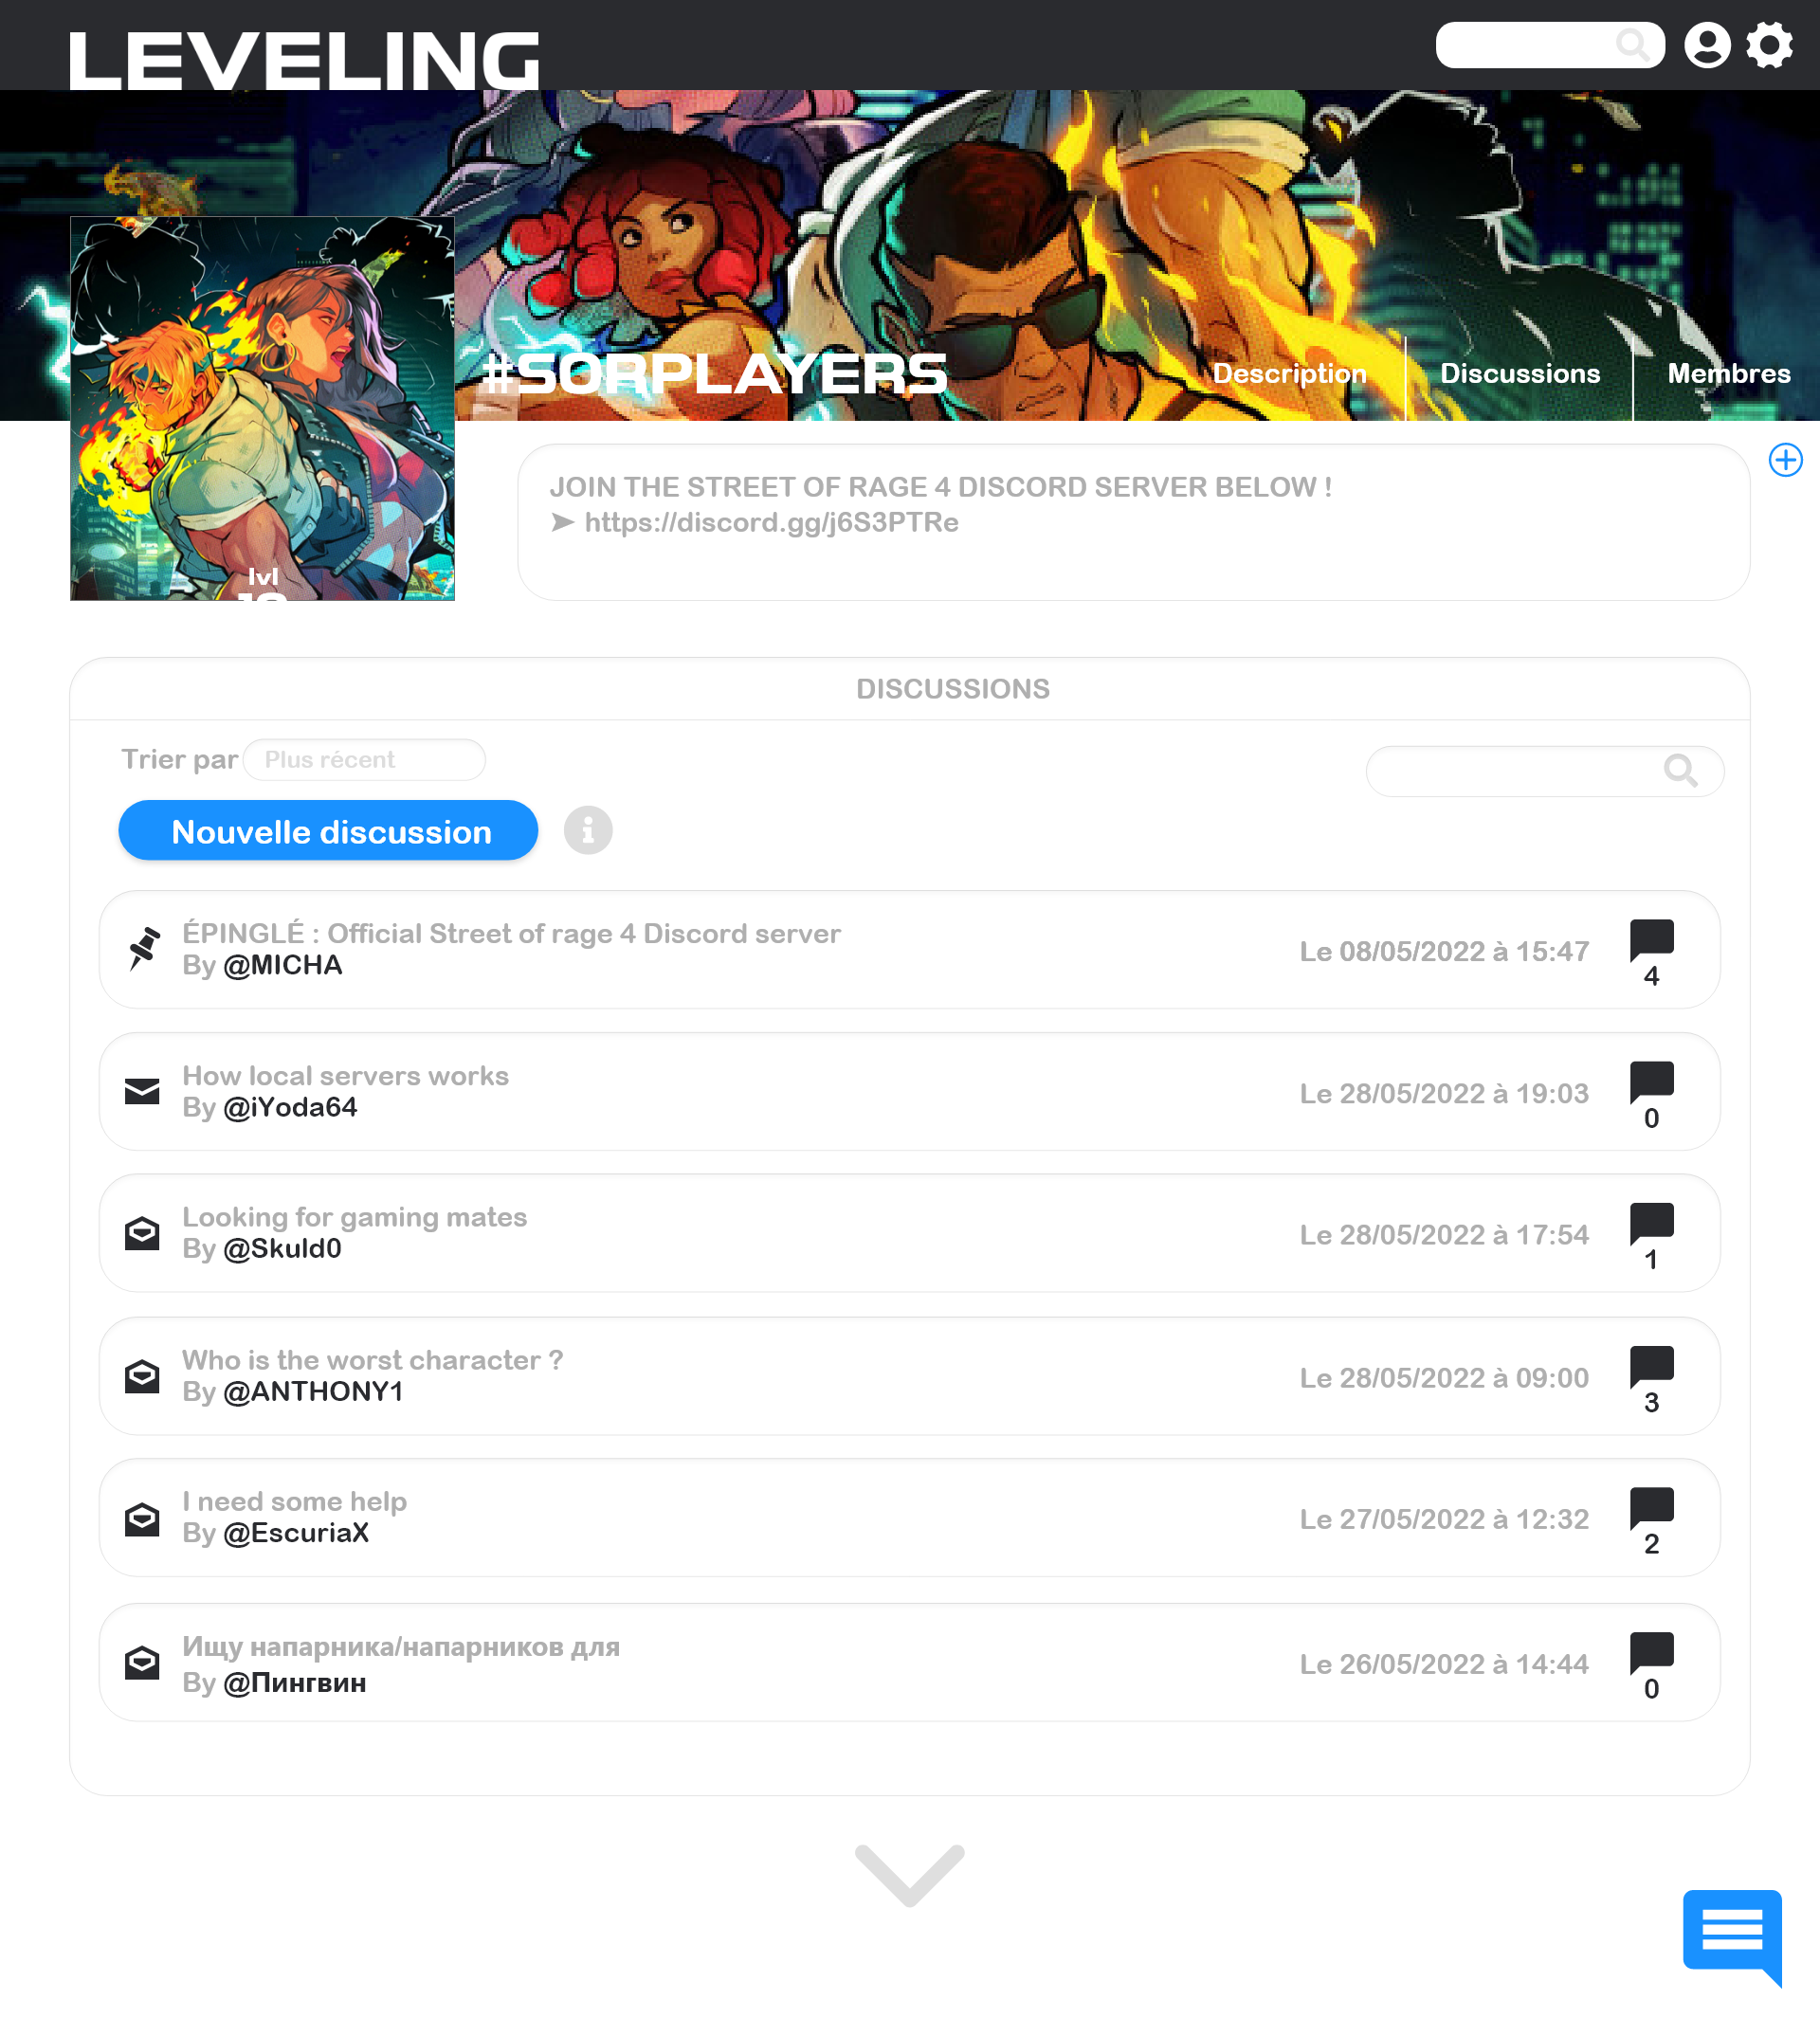 LEVELING
#SORPLAYERS
Description
Discussions
Membres
lvl
JOIN THE STREET OF RAGE 4 DISCORD SERVER BELOW !
➤ https://discord.gg/j6S3PTRe
DISCUSSIONS
Trier par Plus récent
Nouvelle discussion
ÉPINGLÉ : Official Street of rage 4 Discord server
By @MICHA
Le 08/05/2022 à 15:47
4
How local servers works
By @iYoda64
Le 28/05/2022 à 19:03
0
Looking for gaming mates
By @Skuld0
Le 28/05/2022 à 17:54
1
Who is the worst character ?
By @ANTHONY1
Le 28/05/2022 à 09:00
3
I need some help
By @EscuriaX
Le 27/05/2022 à 12:32
2
Ищу напарника/напарников для
By @Пингвин
Le 26/05/2022 à 14:44
0